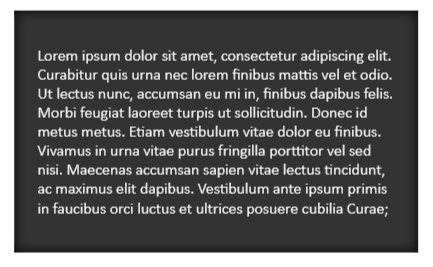 Lorem ipsum dolor sit amet, consectetur adipiscing elit.
Curabitur quis urna nec lorem finibus mattis vel et odio.
Ut lectus nunc, accumsan eu mi in, finibus dapibus felis.
Morbi feugiat laoreet turpis ut sollicitudin. Donec id
metus metus. Etiam vestibulum vitae dolor eu finibus.
Vivamus in urna vitae purus fringilla porttitor vel sed
nisi. Maecenas accumsan sapien vitae lectus tincidunt,
ac maximus elit dapibus. Vestibulum ante ipsum primis
in faucibus orci luctus et ultrices posuere cubilia Curae;